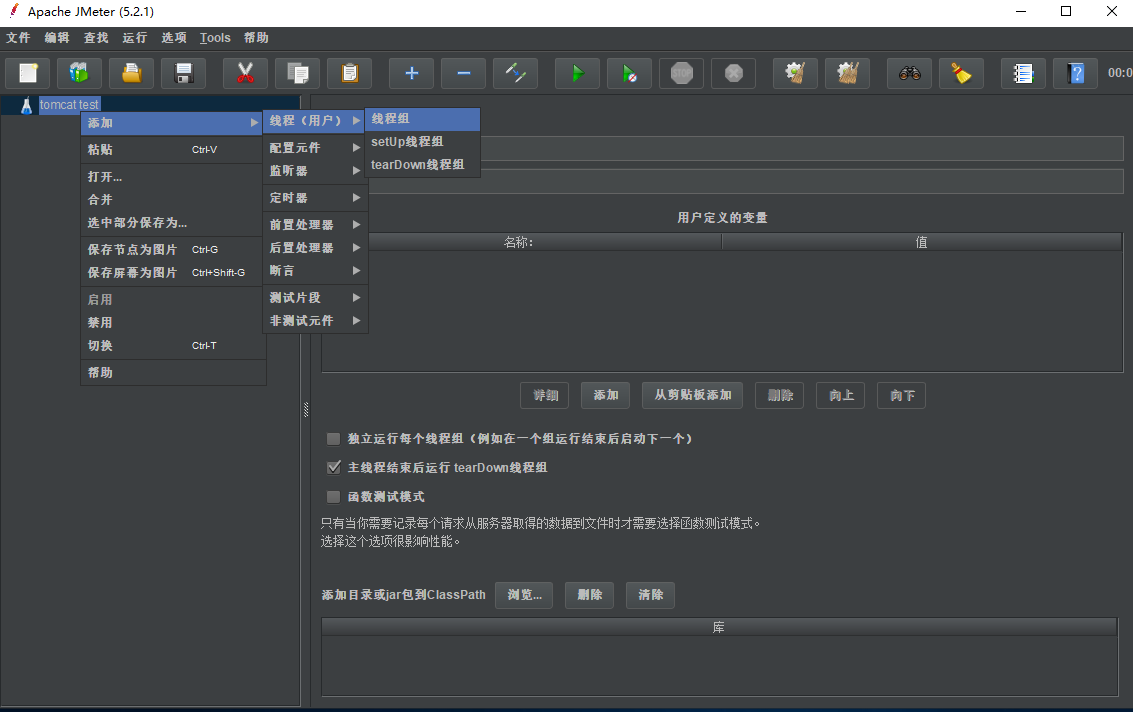 Apache JMeter (5.2.1)
文件 编辑 查找 运行 选项 Tools 帮助
STOP
00:0
tomcat test
添加
粘贴 Ctrl-V
打开...
合并
选中部分保存为...
保存节点为图片 Ctrl-G
保存屏幕为图片 Ctrl+Shift-G
启用
禁用
切换 Ctrl-T
帮助
线程（用户）
配置元件
监听器
定时器
前置处理器
后置处理器
断言
测试片段
非测试元件
线程组
setUp线程组
tearDown线程组
用户定义的变量
名称: 值
详细 添加 从剪贴板添加 删除 向上 向下
独立运行每个线程组（例如在一个组运行结束后启动下一个）
主线程结束后运行 tearDown线程组
函数测试模式
只有当你需要记录每个请求从服务器取得的数据到文件时才需要选择函数测试模式。
选择这个选项很影响性能。
添加目录或jar包到ClassPath 浏览... 删除 清除
库